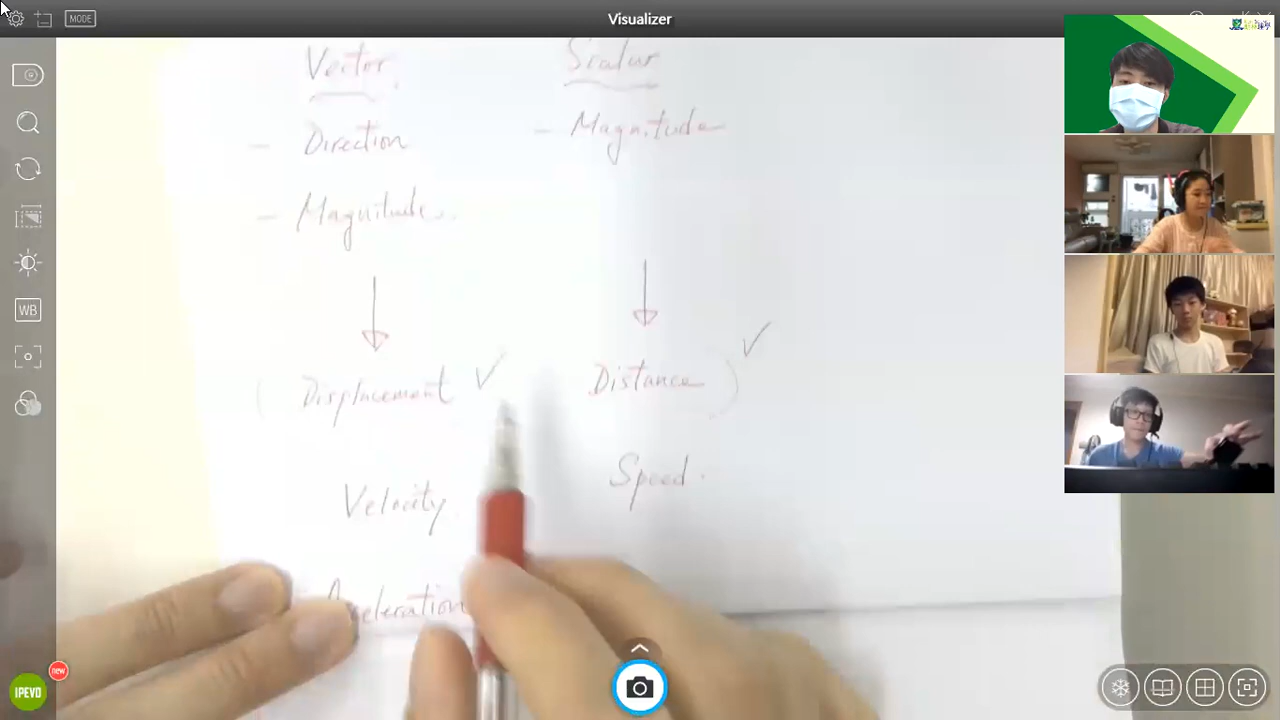 MODE
Visualizer
Vector
Scalar
- Direction
- Magnitude
- Magnitude
Displacement ✓
Distance ✓
Velocity
Speed
Acceleration
new
IPEVO
WB